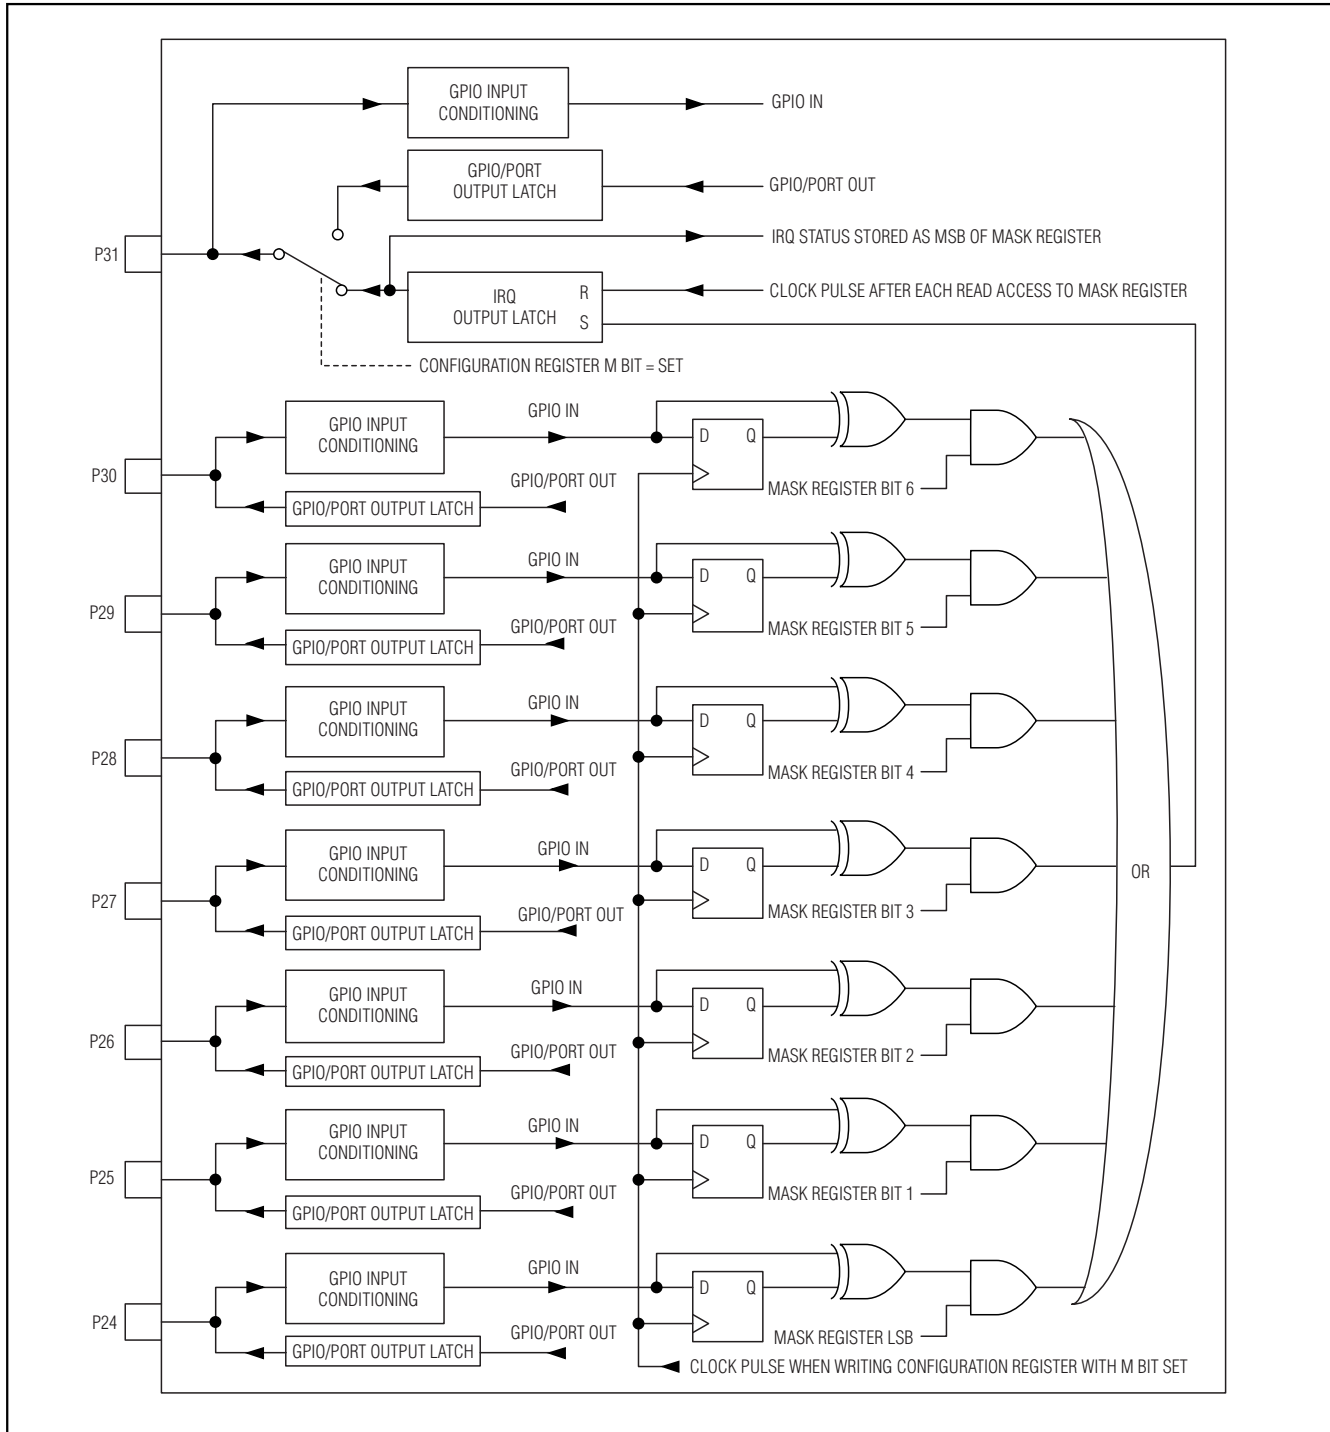 GPIO INPUT
CONDITIONING
GPIO IN
GPIO/PORT
OUTPUT LATCH
GPIO/PORT OUT
IRQ STATUS STORED AS MSB OF MASK REGISTER
P31
IRQ
OUTPUT LATCH
R
S
CLOCK PULSE AFTER EACH READ ACCESS TO MASK REGISTER
CONFIGURATION REGISTER M BIT = SET
P30
GPIO INPUT
CONDITIONING
GPIO IN
GPIO/PORT OUTPUT LATCH
GPIO/PORT OUT
D Q
MASK REGISTER BIT 6
P29
GPIO INPUT
CONDITIONING
GPIO IN
GPIO/PORT OUTPUT LATCH
GPIO/PORT OUT
D Q
MASK REGISTER BIT 5
P28
GPIO INPUT
CONDITIONING
GPIO IN
GPIO/PORT OUTPUT LATCH
GPIO/PORT OUT
D Q
MASK REGISTER BIT 4
P27
GPIO INPUT
CONDITIONING
GPIO IN
GPIO/PORT OUTPUT LATCH
GPIO/PORT OUT
D Q
MASK REGISTER BIT 3
OR
P26
GPIO INPUT
CONDITIONING
GPIO IN
GPIO/PORT OUTPUT LATCH
GPIO/PORT OUT
D Q
MASK REGISTER BIT 2
P25
GPIO INPUT
CONDITIONING
GPIO IN
GPIO/PORT OUTPUT LATCH
GPIO/PORT OUT
D Q
MASK REGISTER BIT 1
P24
GPIO INPUT
CONDITIONING
GPIO IN
GPIO/PORT OUTPUT LATCH
GPIO/PORT OUT
D Q
MASK REGISTER LSB
CLOCK PULSE WHEN WRITING CONFIGURATION REGISTER WITH M BIT SET